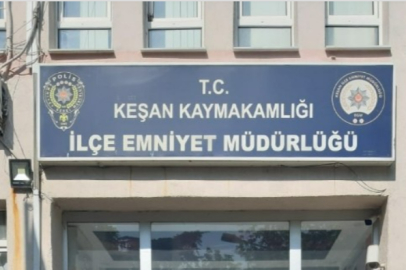 POLİS
T.C.
KEŞAN KAYMAKAMLIĞI
İLÇE EMNİYET MÜDÜRLÜĞÜ